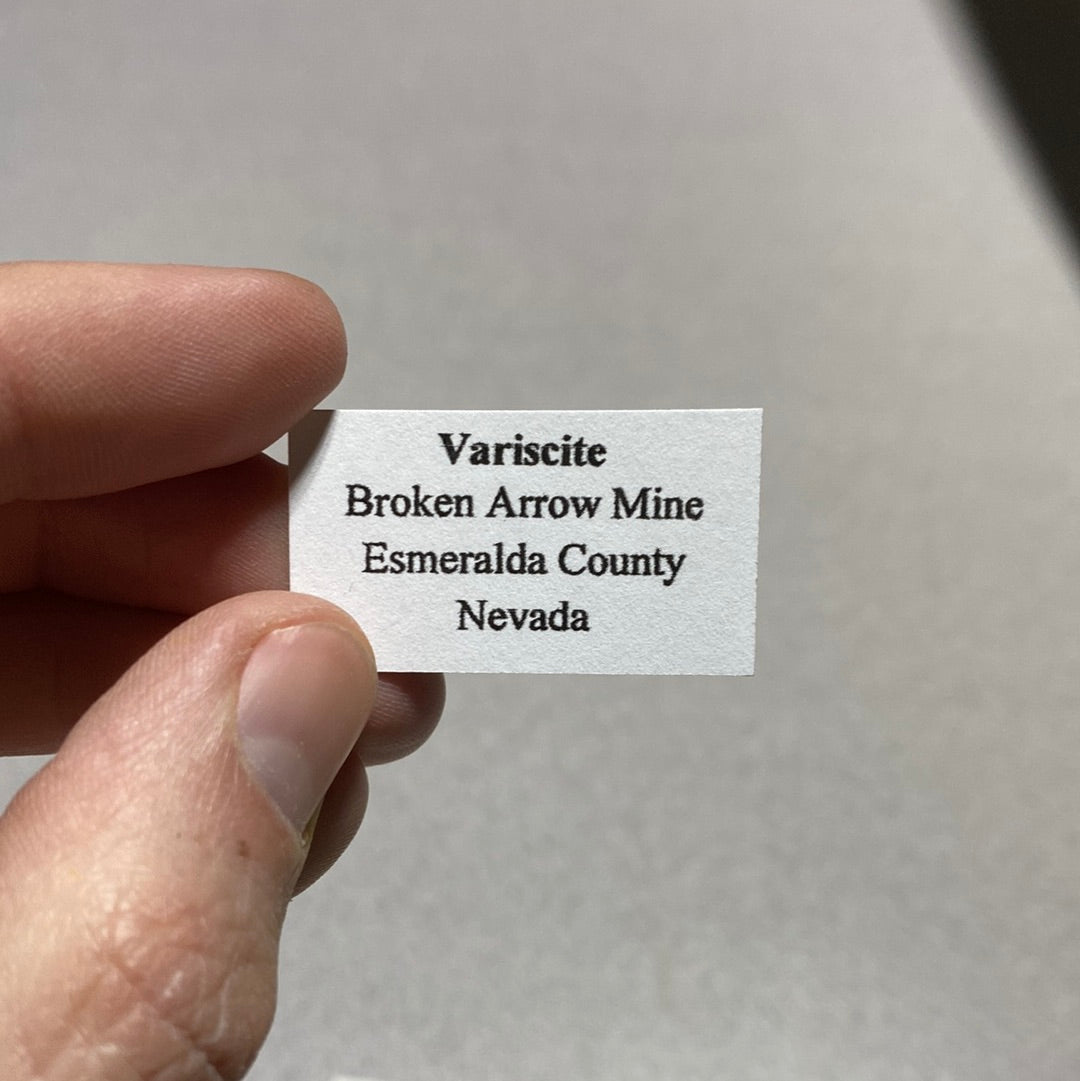 Variscite
Broken Arrow Mine
Esmeralda County
Nevada